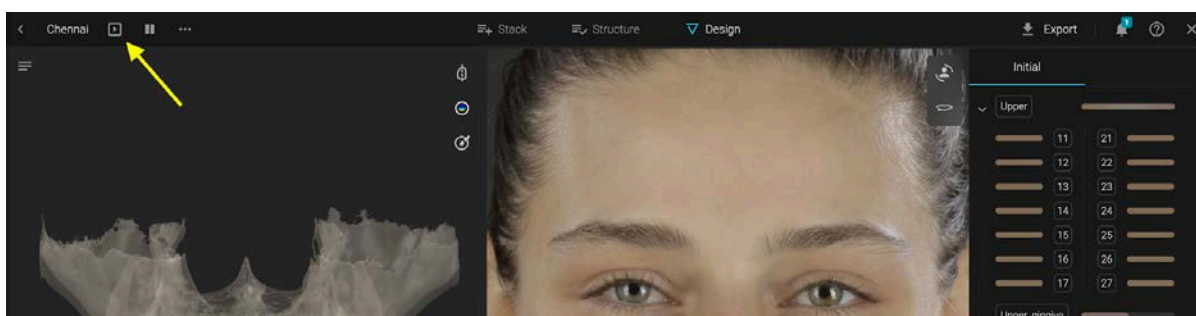 Chennai
Stack
Structure
Design
Export
1
Initial
Upper
11 21
12 22
13 23
14 24
15 25
16 26
17 27
Upper gingiva